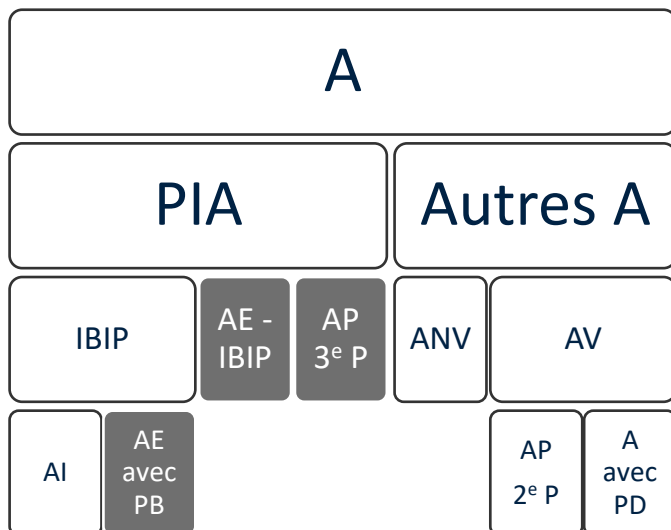 A
PIA
Autres A
IBIP
AE -
IBIP
AP
3e P
ANV
AV
AI
AE
avec
PB
AP
2e P
A
avec
PD